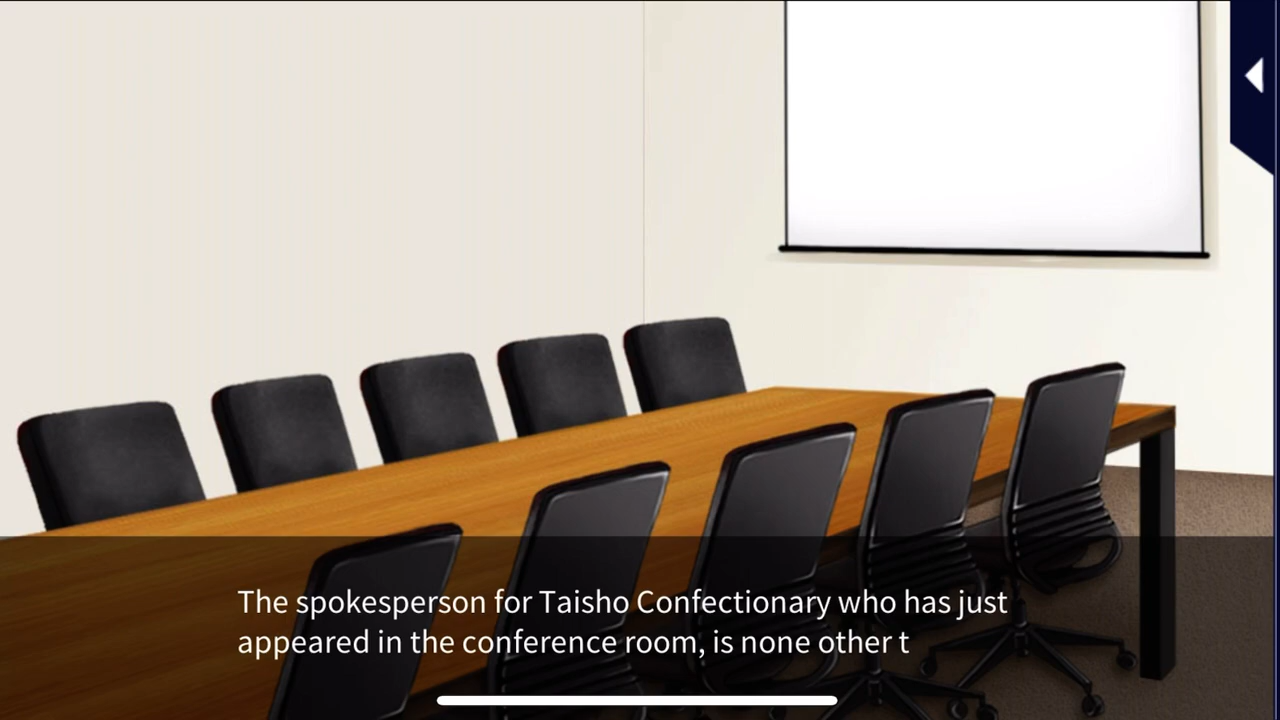 The spokesperson for Taisho Confectionary who has just
appeared in the conference room, is none other t